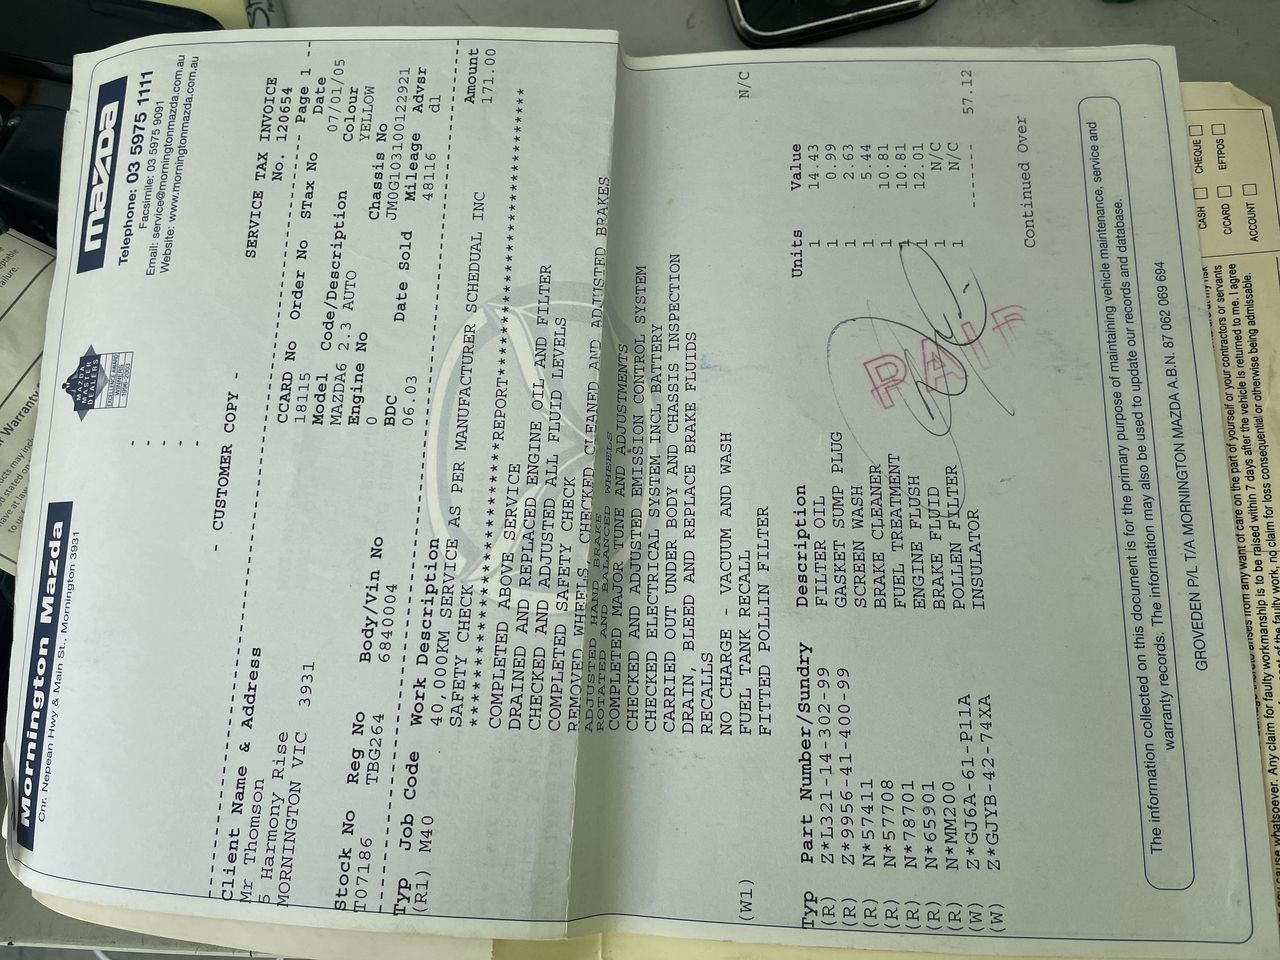 Mornington Mazda
Cnr. Nepean Hwy & Main St., Mornington 3931
MAZDA
MASTER
DEALERS
mazda
Telephone: 03 5975 1111
Facsimile: 03 5975 9091
Email: service@morningtonmazda.com.au
Website: www.morningtonmazda.com.au
- CUSTOMER COPY -
SERVICE TAX INVOICE
No. 120654
Page 1
Client Name & Address
Mr Thomson
5 Harmony Rise
MORNINGTON VIC 3931
CCARD No Order No STax No Date
18115 07/01/05
Model Code/Description Colour
MAZDA6 2.3 AUTO YELLOW
Stock No Reg No Body/Vin No Engine No Chassis No
T07186 TBG264 6840004 0 JM0G103100122921
BDC Date Sold Mileage Advsr
06.03 48116 dl
Typ Job Code Work Description Amount
(R1) M40 40,000KM SERVICE 171.00
SAFETY CHECK AS PER MANUFACTURER SCHEDUAL INC
********************REPORT********************
COMPLETED ABOVE SERVICE
DRAINED AND REPLACED ENGINE OIL AND FILTER
CHECKED AND ADJUSTED ALL FLUID LEVELS
COMPLETED SAFETY CHECK
REMOVED WHEELS, CHECKED CLEANED AND ADJUSTED BRAKES
ADJUSTED HAND BRAKE
ROTATED AND BALANCED WHEELS
COMPLETED MAJOR TUNE AND ADJUSTMENTS
CHECKED AND ADJUSTED EMISSION CONTROL SYSTEM
CHECKED ELECTRICAL SYSTEM INCL BATTERY
CARRIED OUT UNDER BODY AND CHASSIS INSPECTION
DRAIN, BLEED AND REPLACE BRAKE FLUIDS
RECALLS
NO CHARGE - VACUUM AND WASH
(W1) FUEL TANK RECALL N/C
FITTED POLLIN FILTER
Typ Part Number/Sundry Description Units Value
(R) Z*L321-14-302-99 FILTER OIL 1 14.43
(R) Z*9956-41-400-99 GASKET SUMP PLUG 1 0.99
(R) N*57411 SCREEN WASH 1 2.63
(R) N*57708 BRAKE CLEANER 1 5.44
(R) N*78701 FUEL TREATMENT 1 10.81
(R) N*65901 ENGINE FLUSH 1 10.81
(R) N*MM200 BRAKE FLUID 1 12.01
(W) Z*GJ6A-61-P11A POLLEN FILTER 1 N/C
(W) Z*GJYB-42-74XA INSULATOR 1 N/C
57.12
PAID
Continued Over
The information collected on this document is for the primary purpose of maintaining vehicle maintenance, service and
warranty records. The information may also be used to update our records and database.
GROVEDEN P/L T/A MORNINGTON MAZDA A.B.N. 87 062 069 694
CASH CHEQUE
C/CARD EFTPOS
ACCOUNT